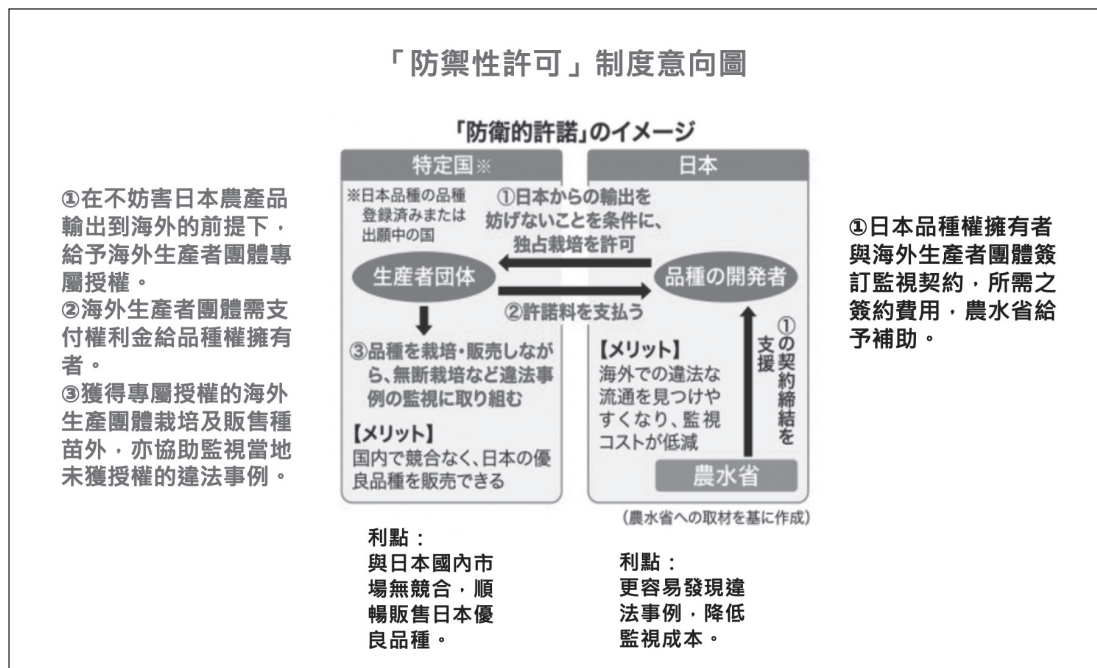 「防禦性許可」制度意向圖
①在不妨害日本農產品
輸出到海外的前提下，
給予海外生產者團體專
屬授權。
②海外生產者團體需支
付權利金給品種權擁有
者。
③獲得專屬授權的海外
生產團體栽培及販售種
苗外，亦協助監視當地
未獲授權的違法事例。
「防衛的許諾」のイメージ
特定国※
※日本品種の品種
登録済みまたは
出願中の国
日本
①日本からの輸出を
妨げないことを条件に、
独占栽培を許可
生産者団体
品種の開発者
②許諾料を支払う
③品種を栽培・販売しなが
ら、無断栽培など違法事
例の監視に取り組む
【メリット】
国内で競合なく、日本の優
良品種を販売できる
【メリット】
海外での違法な
流通を見つけや
すくなり、監視
コストが低減
①の契約締結を
支援
農水省
（農水省への取材を基に作成）
①日本品種權擁有者
與海外生產者團體簽
訂監視契約，所需之
簽約費用，農水省給
予補助。
利點：
與日本國內市
場無競合，順
暢販售日本優
良品種。
利點：
更容易發現違
法事例，降低
監視成本。